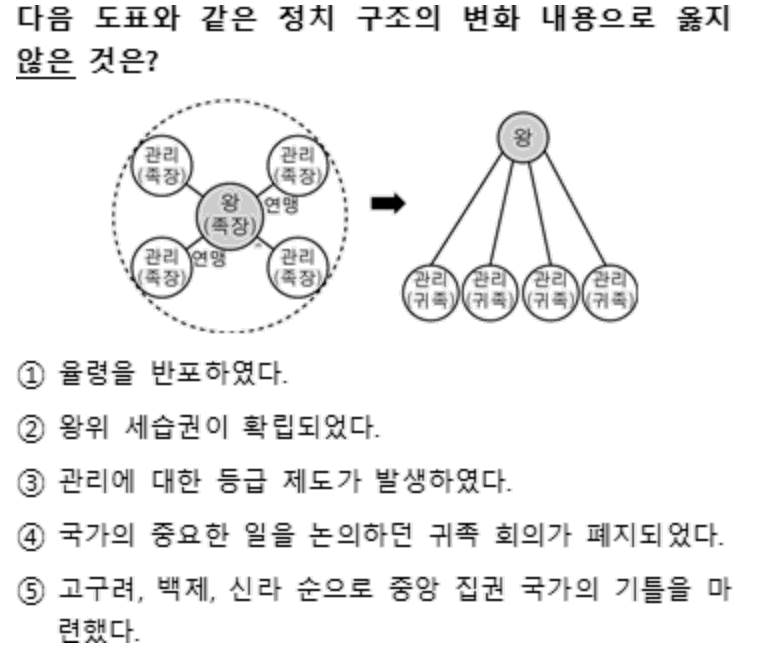 다음 도표와 같은 정치 구조의 변화 내용으로 옳지
않은 것은?
관리
(족장)
관리
(족장)
왕
(족장)
연맹
관리
(족장)
연맹
관리
(족장)
왕
관리
(귀족)
관리
(귀족)
관리
(귀족)
관리
(귀족)
① 율령을 반포하였다.
② 왕위 세습권이 확립되었다.
③ 관리에 대한 등급 제도가 발생하였다.
④ 국가의 중요한 일을 논의하던 귀족 회의가 폐지되었다.
⑤ 고구려, 백제, 신라 순으로 중앙 집권 국가의 기틀을 마
련했다.